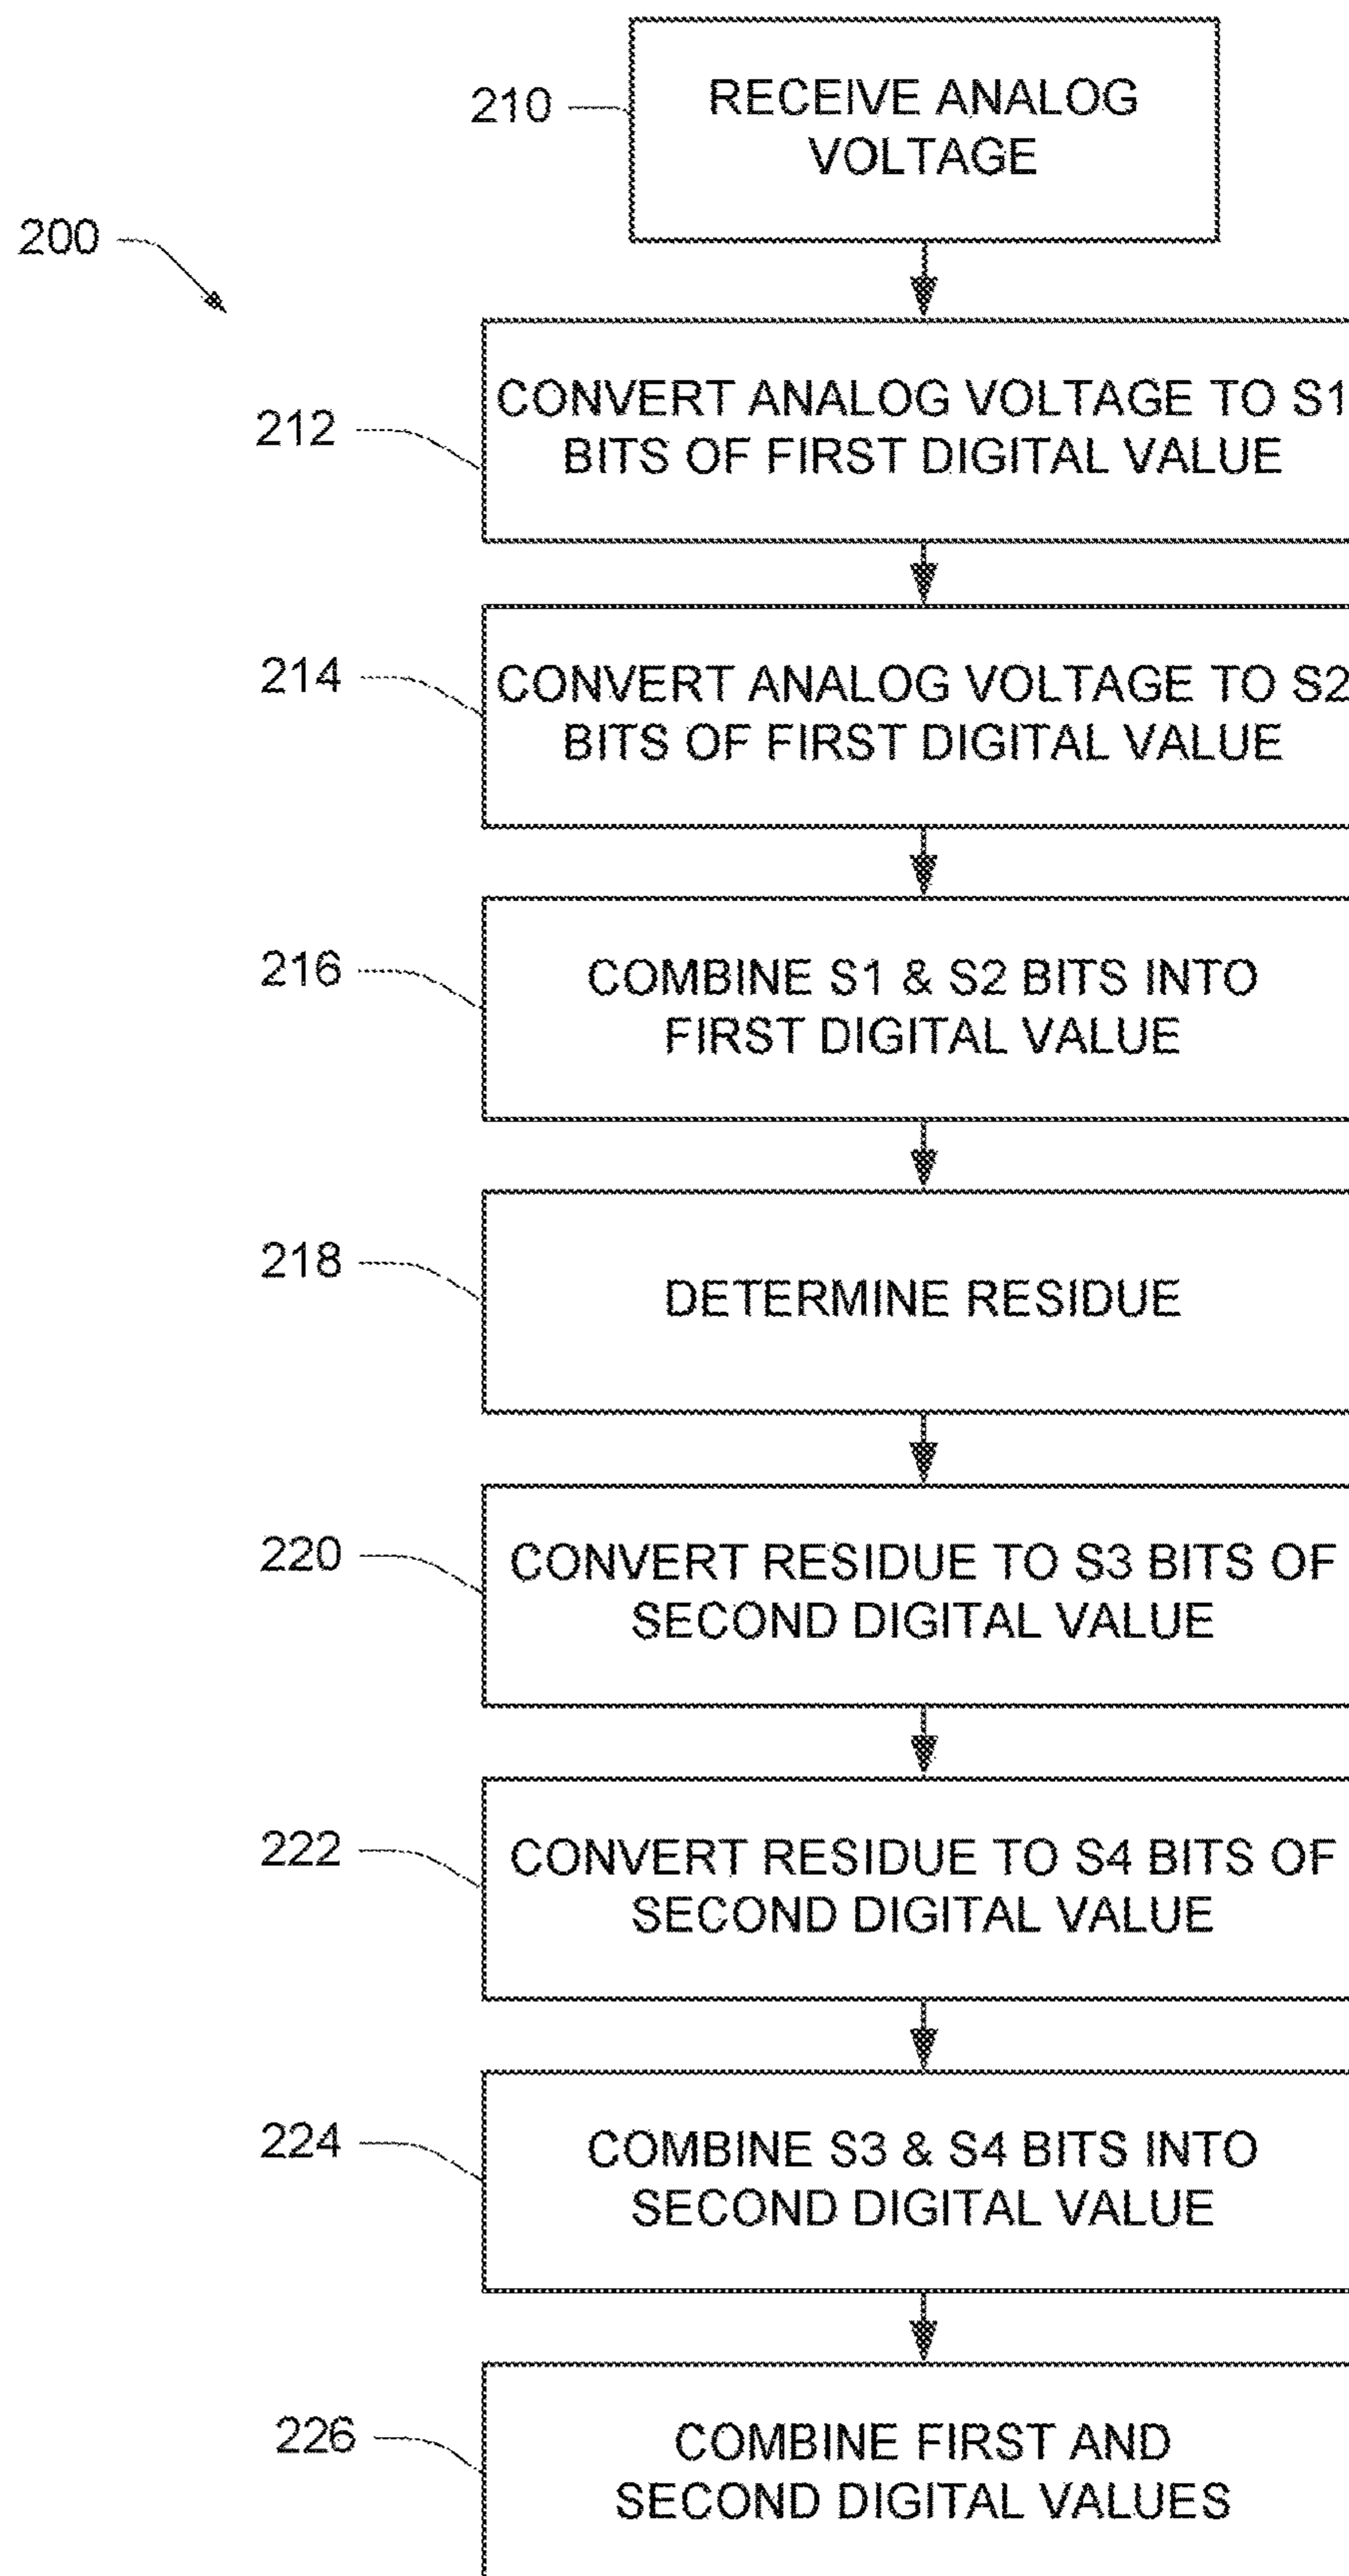 210
RECEIVE ANALOG
VOLTAGE
200
212
CONVERT ANALOG VOLTAGE TO S1
BITS OF FIRST DIGITAL VALUE
214
CONVERT ANALOG VOLTAGE TO S2
BITS OF FIRST DIGITAL VALUE
216
COMBINE S1 & S2 BITS INTO
FIRST DIGITAL VALUE
218
DETERMINE RESIDUE
220
CONVERT RESIDUE TO S3 BITS OF
SECOND DIGITAL VALUE
222
CONVERT RESIDUE TO S4 BITS OF
SECOND DIGITAL VALUE
224
COMBINE S3 & S4 BITS INTO
SECOND DIGITAL VALUE
226
COMBINE FIRST AND
SECOND DIGITAL VALUES